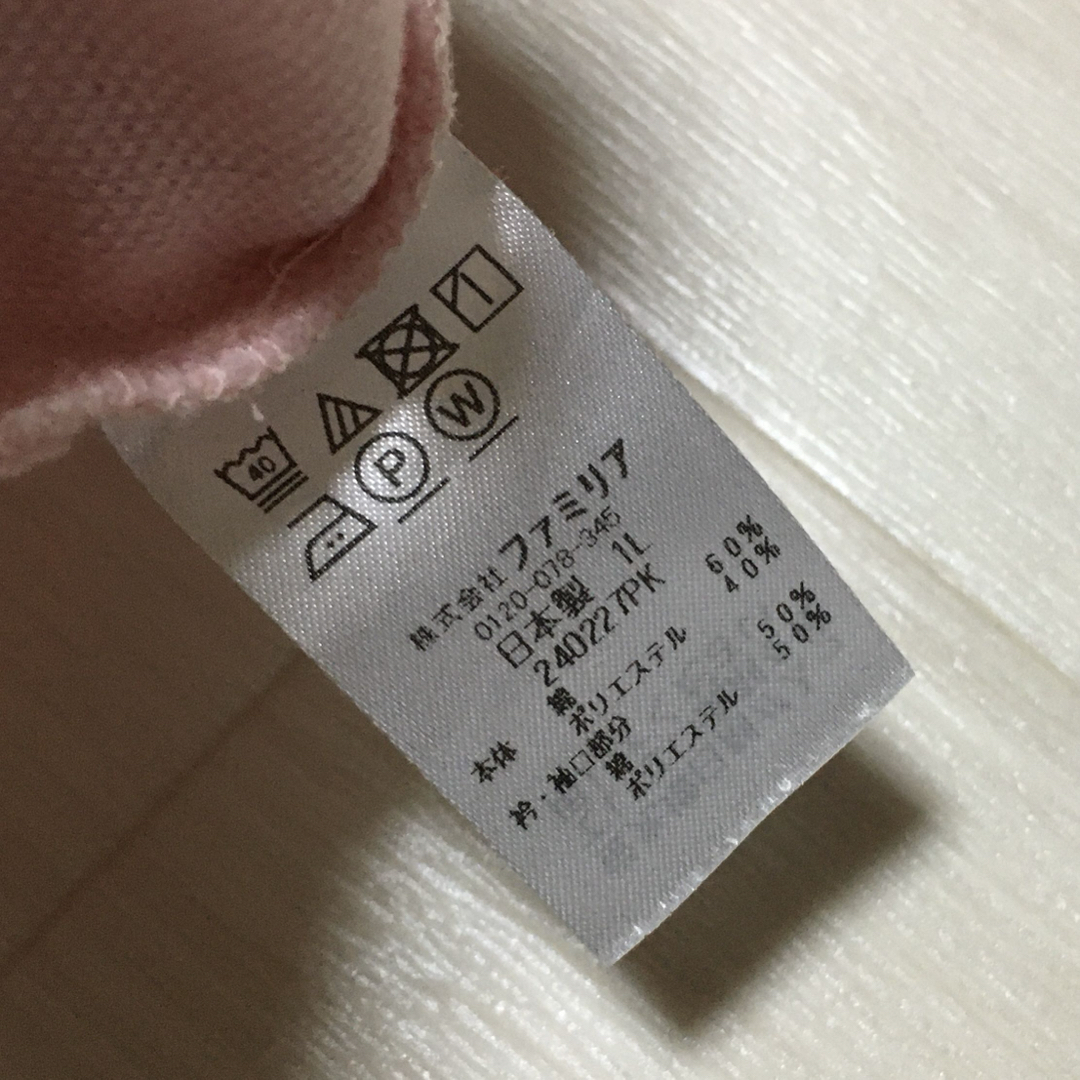 40
P
W
株式会社 ファミリア
0120-078-345
日本製 1L
240227PK
本体 綿 60%
ポリエステル 40%
衿・袖口部分
綿 50%
ポリエステル 50%